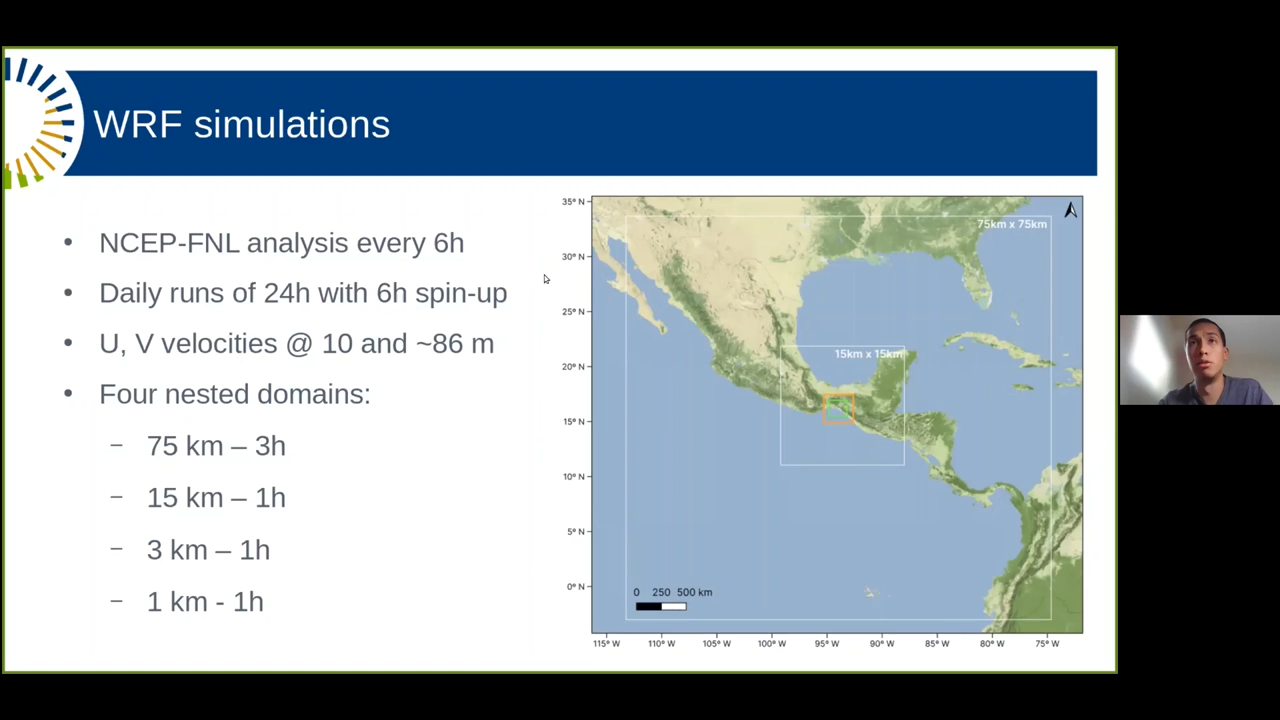 WRF simulations
• NCEP-FNL analysis every 6h
• Daily runs of 24h with 6h spin-up
• U, V velocities @ 10 and ~86 m
• Four nested domains:
– 75 km – 3h
– 15 km – 1h
– 3 km – 1h
– 1 km - 1h
35° N
30° N
25° N
20° N
15° N
10° N
5° N
0° N
75km x 75km
15km x 15km
0 250 500 km
115° W 110° W 105° W 100° W 95° W 90° W 85° W 80° W 75° W